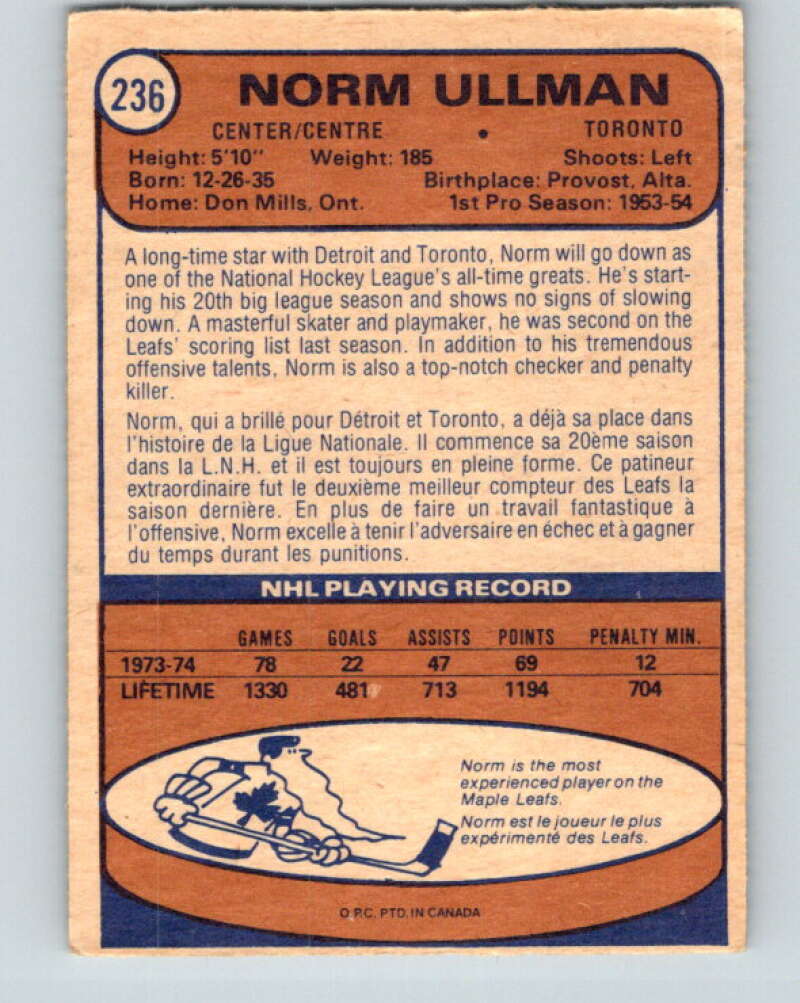 236
NORM ULLMAN
CENTER/CENTRE • TORONTO
Height: 5'10" Weight: 185 Shoots: Left
Born: 12-26-35 Birthplace: Provost, Alta.
Home: Don Mills, Ont. 1st Pro Season: 1953-54
A long-time star with Detroit and Toronto, Norm will go down as
one of the National Hockey League's all-time greats. He's start-
ing his 20th big league season and shows no signs of slowing
down. A masterful skater and playmaker, he was second on the
Leafs' scoring list last season. In addition to his tremendous
offensive talents, Norm is also a top-notch checker and penalty
killer.
Norm, qui a brillé pour Détroit et Toronto, a déjà sa place dans
l'histoire de la Ligue Nationale. Il commence sa 20ème saison
dans la L.N.H. et il est toujours en pleine forme. Ce patineur
extraordinaire fut le deuxième meilleur compteur des Leafs la
saison dernière. En plus de faire un travail fantastique à
l'offensive, Norm excelle à tenir l'adversaire en échec et à gagner
du temps durant les punitions.
NHL PLAYING RECORD
GAMES GOALS ASSISTS POINTS PENALTY MIN.
1973-74 78 22 47 69 12
LIFETIME 1330 481 713 1194 704
Norm is the most
experienced player on the
Maple Leafs.
Norm est le joueur le plus
expérimenté des Leafs.
O.P.C. PTD. IN CANADA